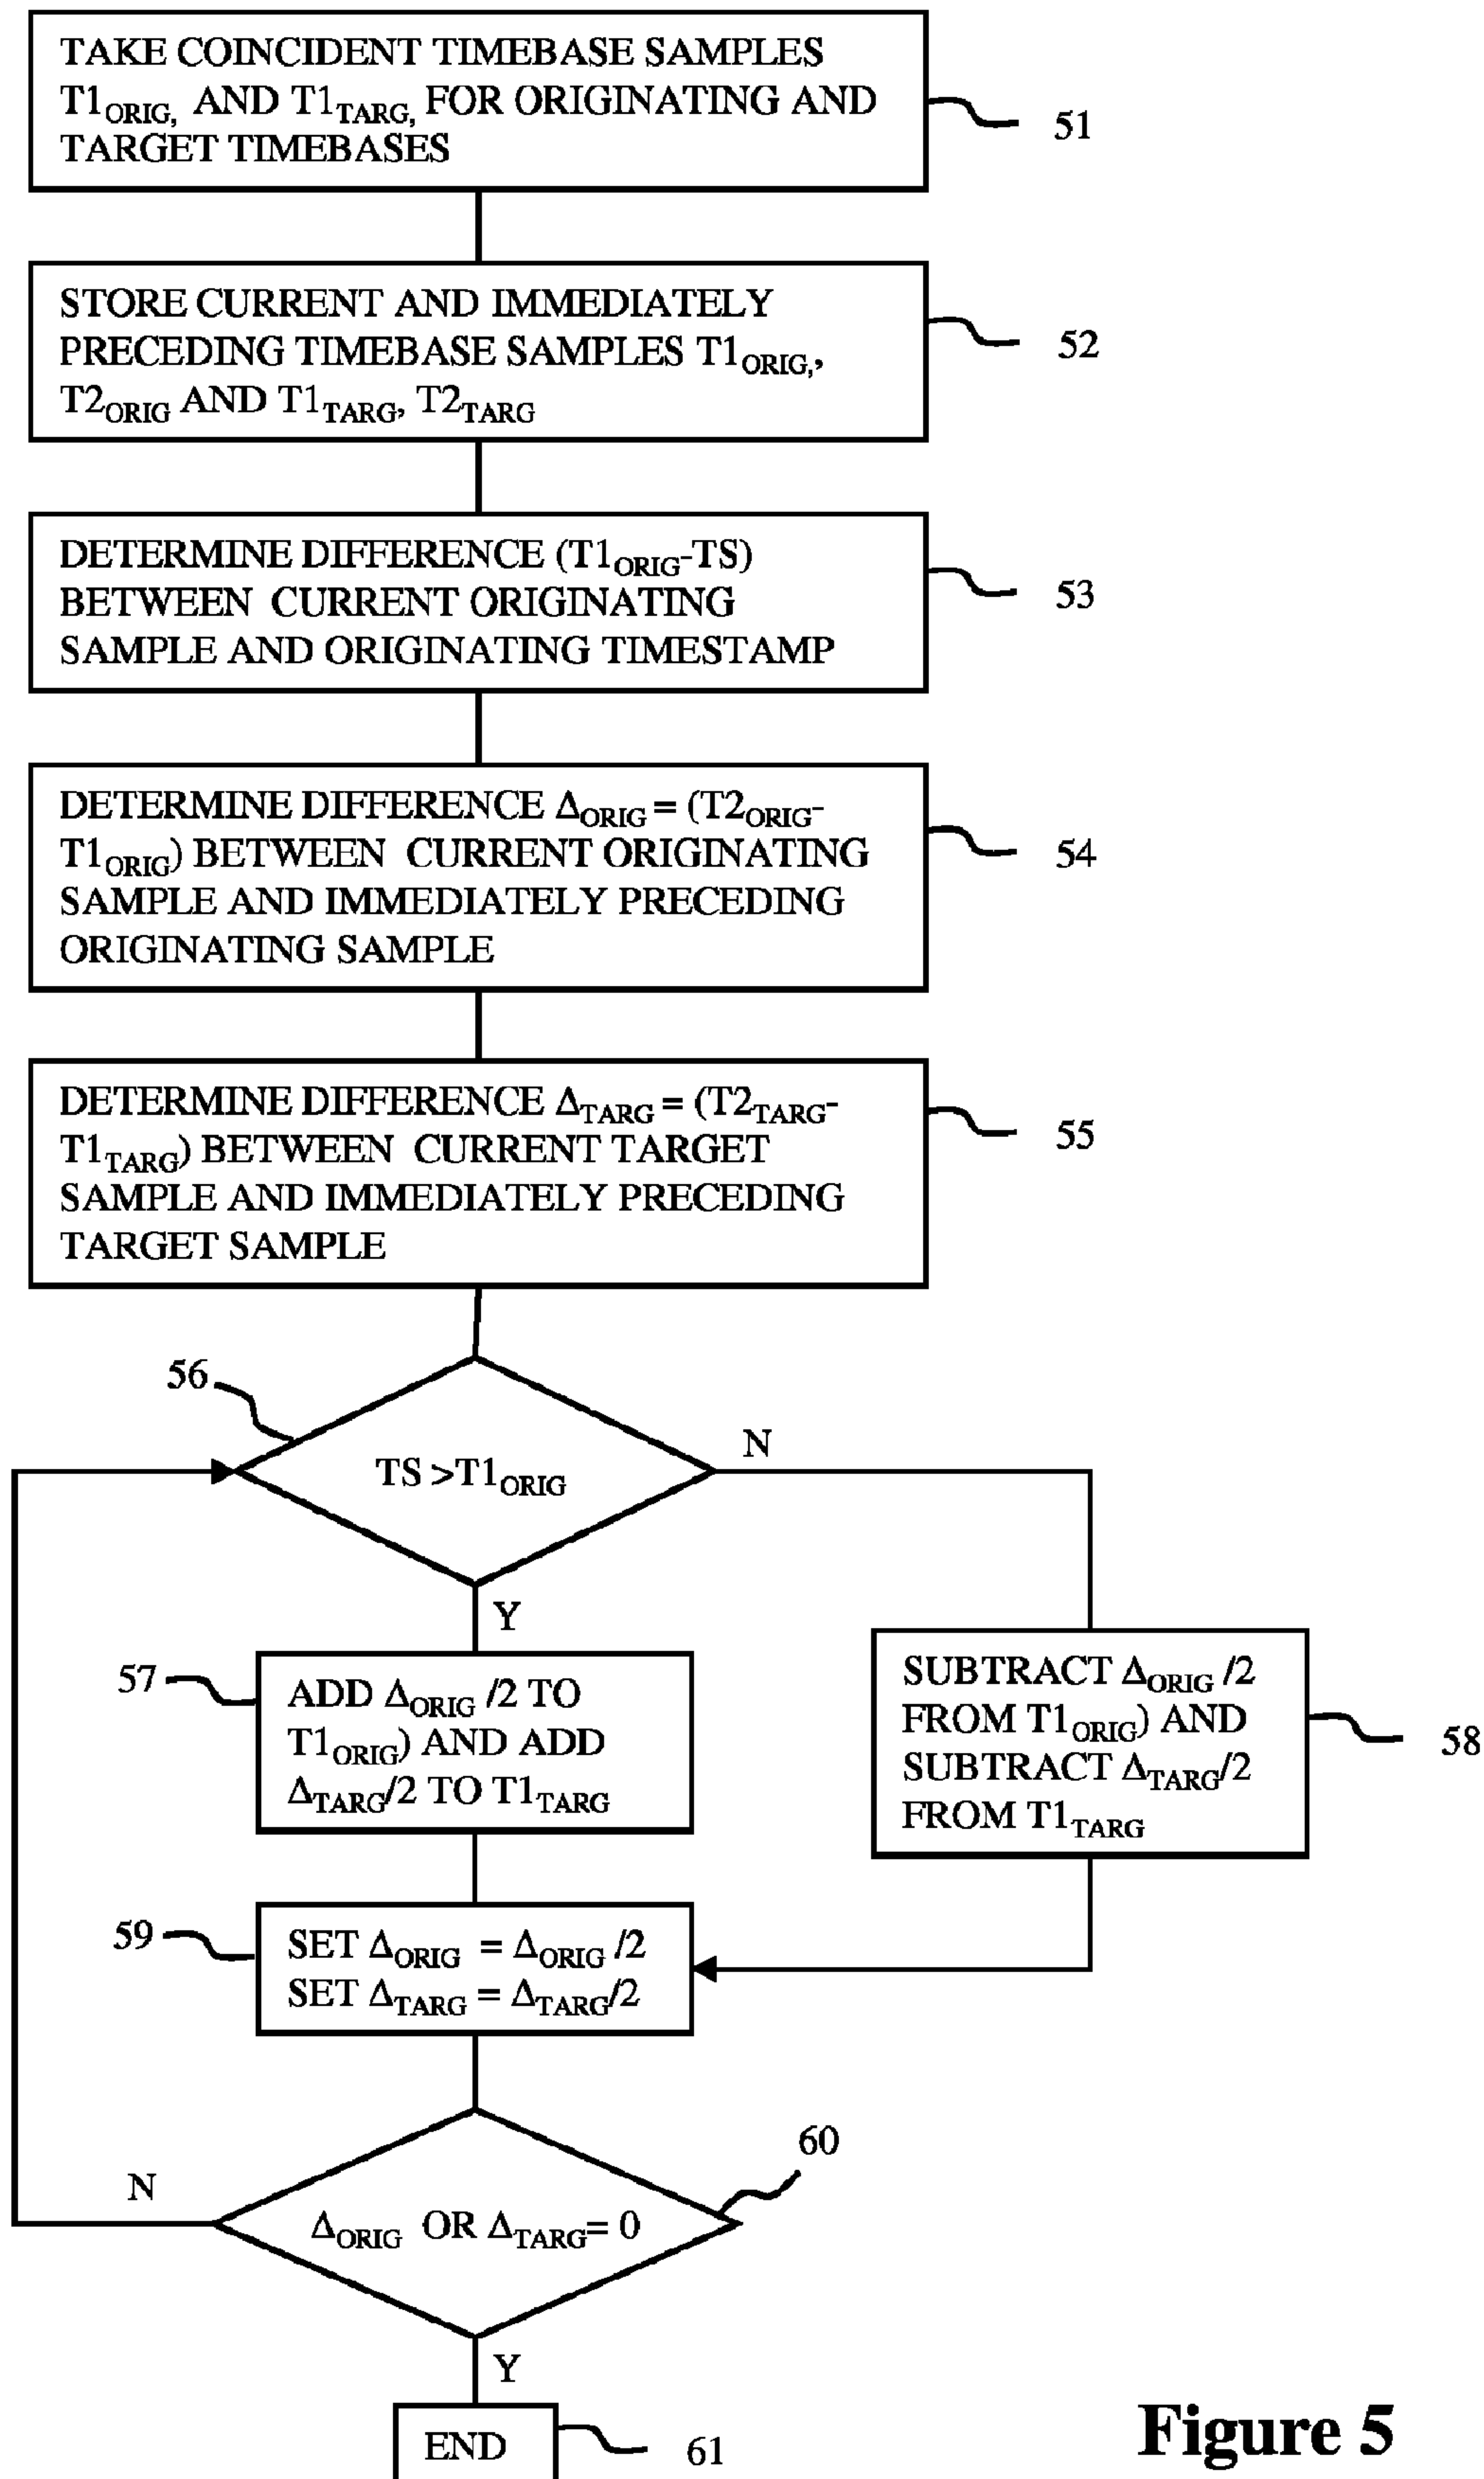 TAKE COINCIDENT TIMEBASE SAMPLES
T1ORIG, AND T1TARG, FOR ORIGINATING AND
TARGET TIMEBASES
51
STORE CURRENT AND IMMEDIATELY
PRECEDING TIMEBASE SAMPLES T1ORIG,,
T2ORIG AND T1TARG, T2TARG
52
DETERMINE DIFFERENCE (T1ORIG-TS)
BETWEEN CURRENT ORIGINATING
SAMPLE AND ORIGINATING TIMESTAMP
53
DETERMINE DIFFERENCE ΔORIG = (T2ORIG-
T1ORIG) BETWEEN CURRENT ORIGINATING
SAMPLE AND IMMEDIATELY PRECEDING
ORIGINATING SAMPLE
54
DETERMINE DIFFERENCE ΔTARG = (T2TARG-
T1TARG) BETWEEN CURRENT TARGET
SAMPLE AND IMMEDIATELY PRECEDING
TARGET SAMPLE
55
56
TS >T1ORIG
N
Y
57
ADD ΔORIG /2 TO
T1ORIG) AND ADD
ΔTARG/2 TO T1TARG
SUBTRACT ΔORIG /2
FROM T1ORIG) AND
SUBTRACT ΔTARG/2
FROM T1TARG
58
59
SET ΔORIG = ΔORIG /2
SET ΔTARG = ΔTARG/2
60
N
ΔORIG OR ΔTARG= 0
Y
END
61
Figure 5